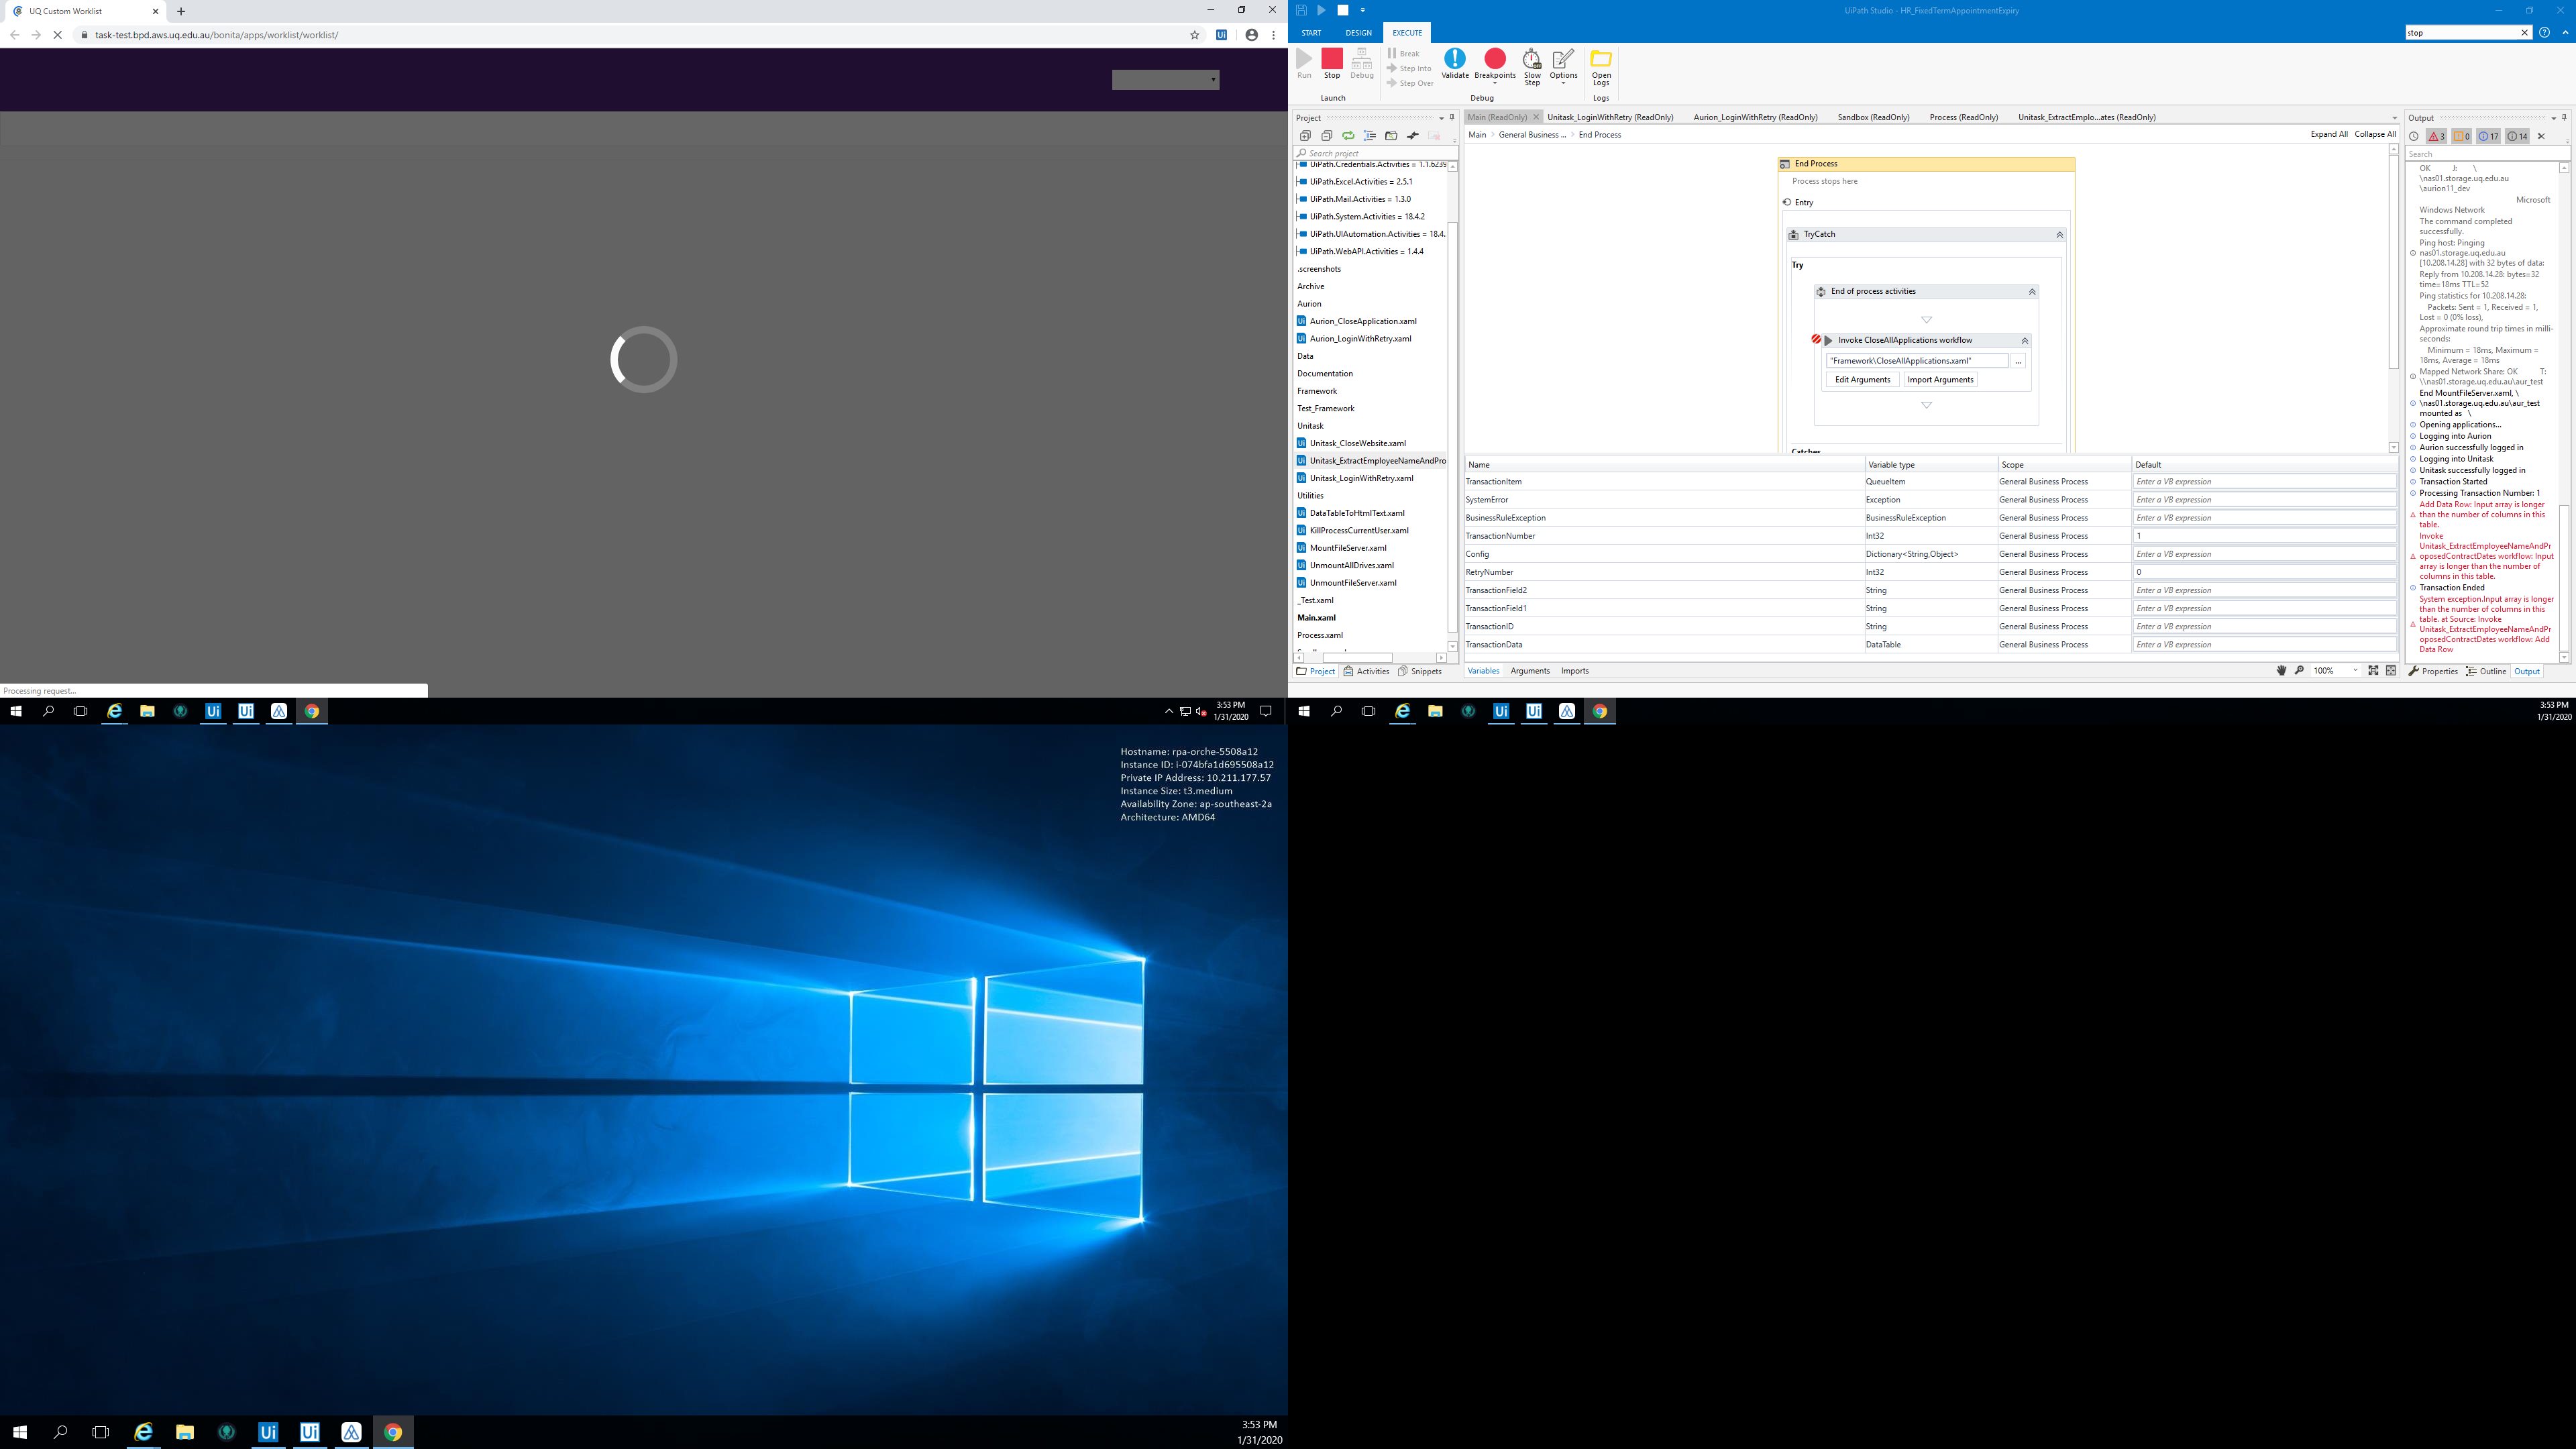 UQ Custom Worklist
task-test.bpd.aws.uq.edu.au/bonita/apps/worklist/worklist/
Processing request...
3:53 PM
1/31/2020
UiPath Studio - HR_FixedTermAppointmentExpiry
START DESIGN EXECUTE
stop
Run Stop Debug
Break
Step Into
Step Over
Validate Breakpoints Slow Step Options
Open Logs
Launch Debug Logs
Project
Search project
UiPath.Credentials.Activities = 1.1.6239
UiPath.Excel.Activities = 2.5.1
UiPath.Mail.Activities = 1.3.0
UiPath.System.Activities = 18.4.2
UiPath.UIAutomation.Activities = 18.4.
UiPath.WebAPI.Activities = 1.4.4
.screenshots
Archive
Aurion
Aurion_CloseApplication.xaml
Aurion_LoginWithRetry.xaml
Data
Documentation
Framework
Test_Framework
Unitask
Unitask_CloseWebsite.xaml
Unitask_ExtractEmployeeNameAndPro
Unitask_LoginWithRetry.xaml
Utilities
DataTableToHtmlText.xaml
KillProcessCurrentUser.xaml
MountFileServer.xaml
UnmountAllDrives.xaml
UnmountFileServer.xaml
_Test.xaml
Main.xaml
Process.xaml
Project Activities Snippets
Main (ReadOnly) Unitask_LoginWithRetry (ReadOnly) Aurion_LoginWithRetry (ReadOnly) Sandbox (ReadOnly) Process (ReadOnly) Unitask_ExtractEmplo...ates (ReadOnly)
Main > General Business ... > End Process
Expand All Collapse All
End Process
Process stops here
Entry
TryCatch
Try
End of process activities
Invoke CloseAllApplications workflow
"Framework\CloseAllApplications.xaml"
...
Edit Arguments Import Arguments
Catches
Name Variable type Scope Default
TransactionItem QueueItem General Business Process Enter a VB expression
SystemError Exception General Business Process Enter a VB expression
BusinessRuleException BusinessRuleException General Business Process Enter a VB expression
TransactionNumber Int32 General Business Process 1
Config Dictionary<String,Object> General Business Process Enter a VB expression
RetryNumber Int32 General Business Process 0
TransactionField2 String General Business Process Enter a VB expression
TransactionField1 String General Business Process Enter a VB expression
TransactionID String General Business Process Enter a VB expression
TransactionData DataTable General Business Process Enter a VB expression
Variables Arguments Imports
100%
Output
3 0 17 14
Search
OK J: \
\nas01.storage.uq.edu.au
\aurion11_dev
Microsoft
Windows Network
The command completed
successfully.
Ping host: Pinging
nas01.storage.uq.edu.au
[10.208.14.28] with 32 bytes of data:
Reply from 10.208.14.28: bytes=32
time=18ms TTL=52
Ping statistics for 10.208.14.28:
Packets: Sent = 1, Received = 1,
Lost = 0 (0% loss),
Approximate round trip times in milli-
seconds:
Minimum = 18ms, Maximum =
18ms, Average = 18ms
Mapped Network Share: OK T:
\\nas01.storage.uq.edu.au\aur_test
End MountFileServer.xaml, \
\nas01.storage.uq.edu.au\aur_test
mounted as \
Opening applications...
Logging into Aurion
Aurion successfully logged in
Logging into Unitask
Unitask successfully logged in
Transaction Started
Processing Transaction Number: 1
Add Data Row: Input array is longer
than the number of columns in this
table.
Invoke
Unitask_ExtractEmployeeNameAndPr
oposedContractDates workflow: Input
array is longer than the number of
columns in this table.
Transaction Ended
System exception.Input array is longer
than the number of columns in this
table. at Source: Invoke
Unitask_ExtractEmployeeNameAndPr
oposedContractDates workflow: Add
Data Row
Properties Outline Output
3:53 PM
1/31/2020
Hostname: rpa-orche-5508a12
Instance ID: i-074bfa1d695508a12
Private IP Address: 10.211.177.57
Instance Size: t3.medium
Availability Zone: ap-southeast-2a
Architecture: AMD64
3:53 PM
1/31/2020